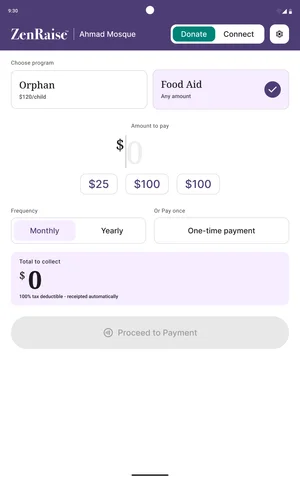 9:30
ZenRaise Ahmad Mosque Donate Connect
Choose program
Orphan
$120/child
Food Aid
Any amount
Amount to pay
$0
$25 $100 $100
Frequency
Or Pay once
Monthly Yearly
One-time payment
Total to collect
$0
100% tax deductible - receipted automatically
Proceed to Payment